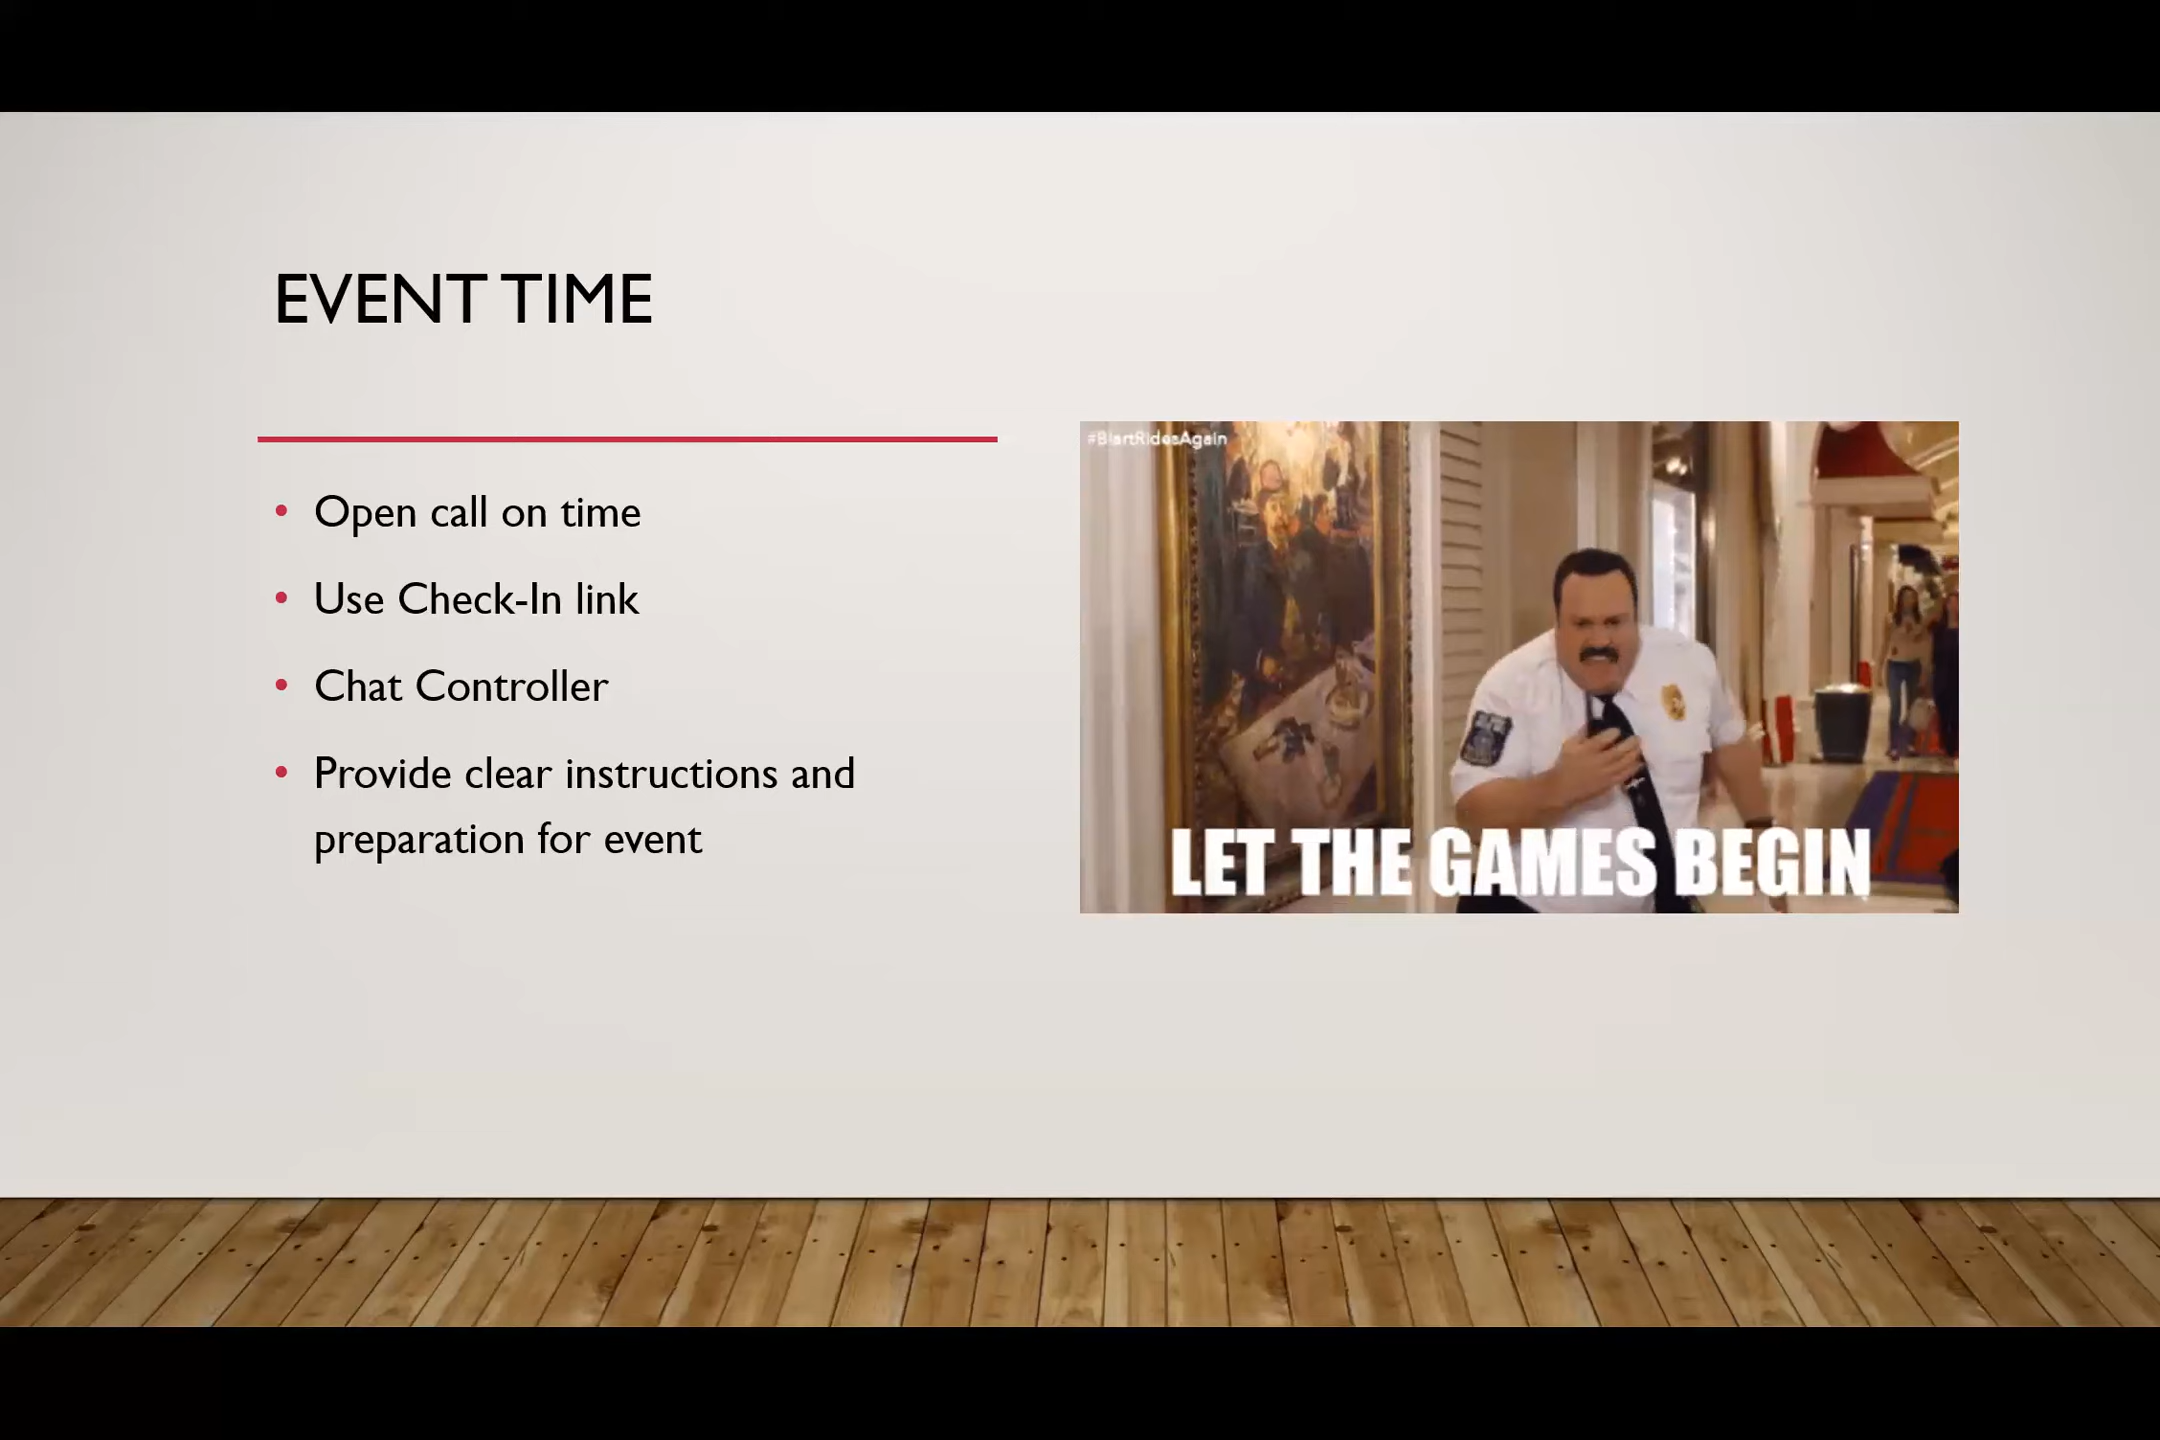 EVENT TIME
Open call on time
Use Check-In link
Chat Controller
Provide clear instructions and
preparation for event
#BlartRidesAgain
LET THE GAMES BEGIN